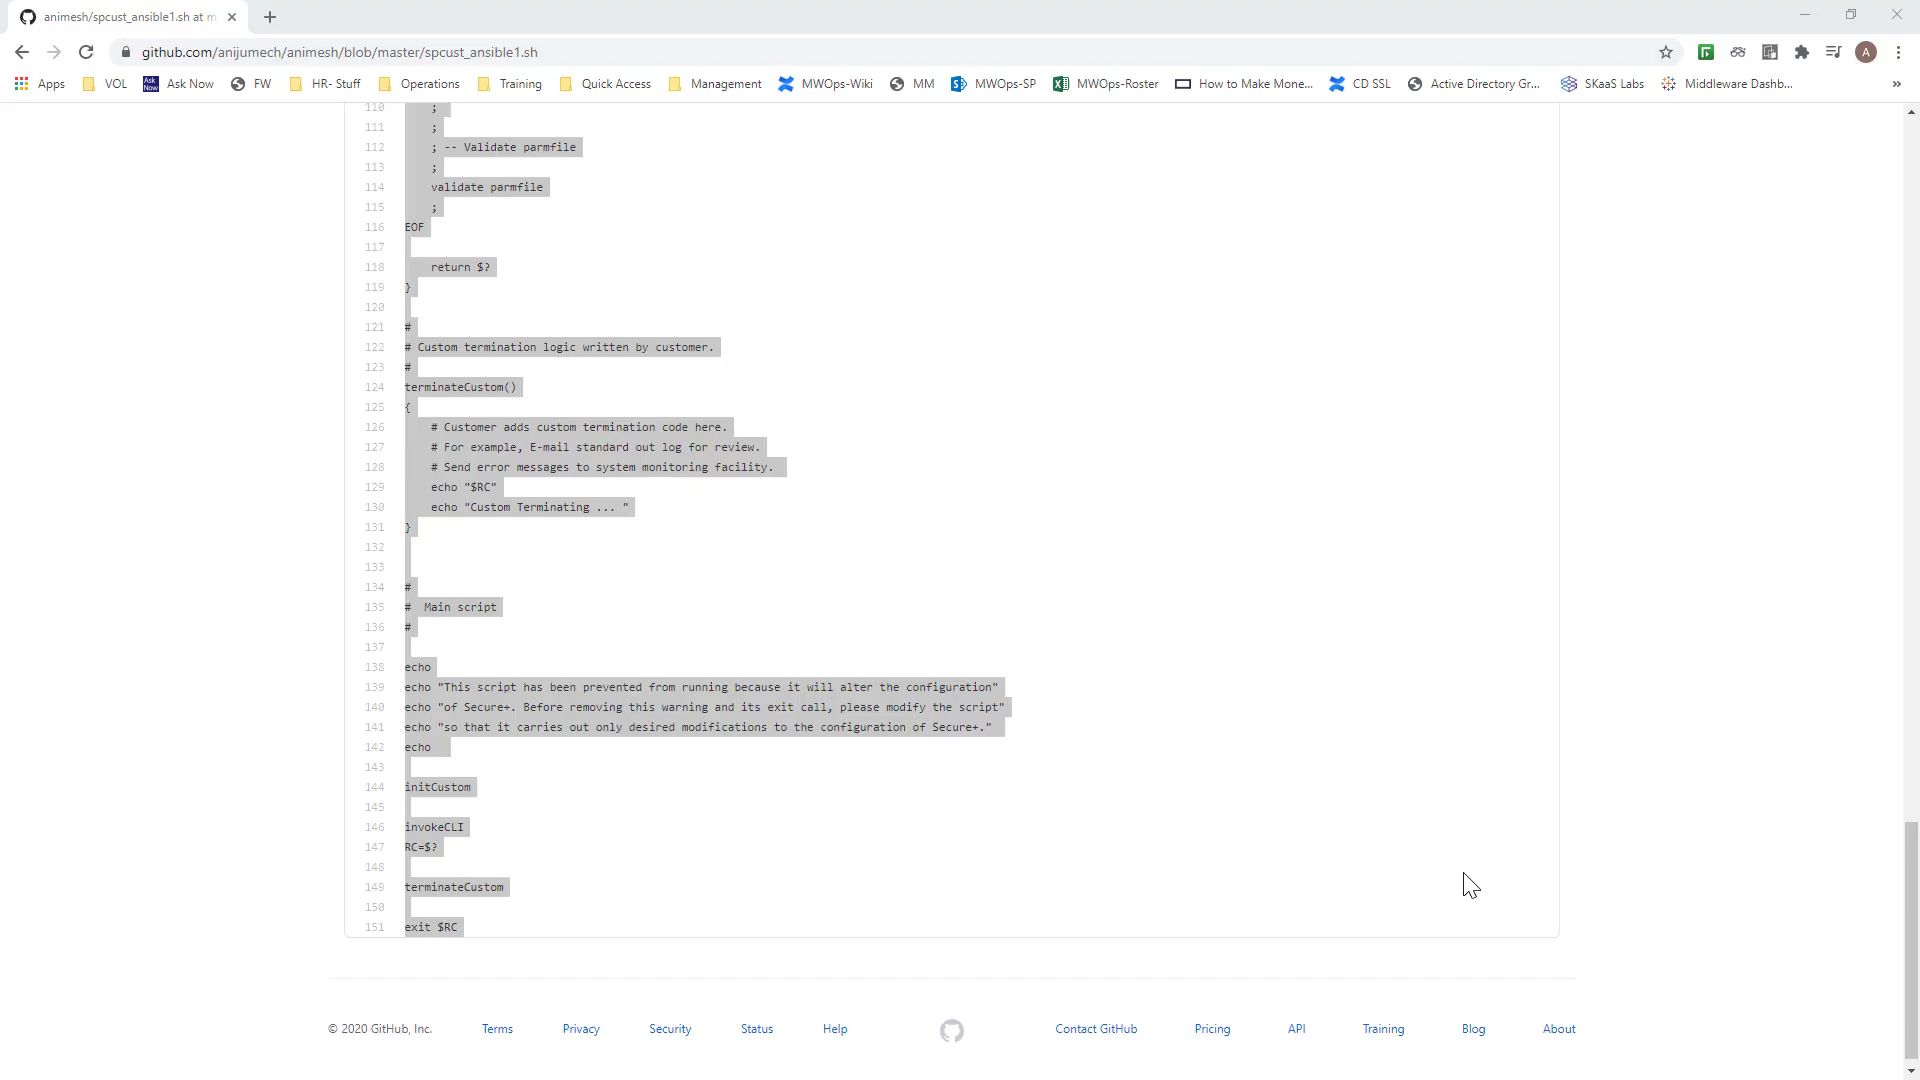 animesh/spcust_ansible1.sh at m
github.com/anijumech/animesh/blob/master/spcust_ansible1.sh
A
Apps VOL Ask Now Ask Now FW HR- Stuff Operations Training Quick Access Management MWOps-Wiki MM MWOps-SP MWOps-Roster How to Make Mone... CD SSL Active Directory Gr... SKaaS Labs Middleware Dashb... »
110 ;
111 ;
112 ; -- Validate parmfile
113 ;
114 validate parmfile
115 ;
116 EOF
117
118 return $?
119 }
120
121 #
122 # Custom termination logic written by customer.
123 #
124 terminateCustom()
125 {
126 # Customer adds custom termination code here.
127 # For example, E-mail standard out log for review.
128 # Send error messages to system monitoring facility.
129 echo "$RC"
130 echo "Custom Terminating ... "
131 }
132
133
134 #
135 # Main script
136 #
137
138 echo
139 echo "This script has been prevented from running because it will alter the configuration"
140 echo "of Secure+. Before removing this warning and its exit call, please modify the script"
141 echo "so that it carries out only desired modifications to the configuration of Secure+."
142 echo
143
144 initCustom
145
146 invokeCLI
147 RC=$?
148
149 terminateCustom
150
151 exit $RC
© 2020 GitHub, Inc. Terms Privacy Security Status Help Contact GitHub Pricing API Training Blog About